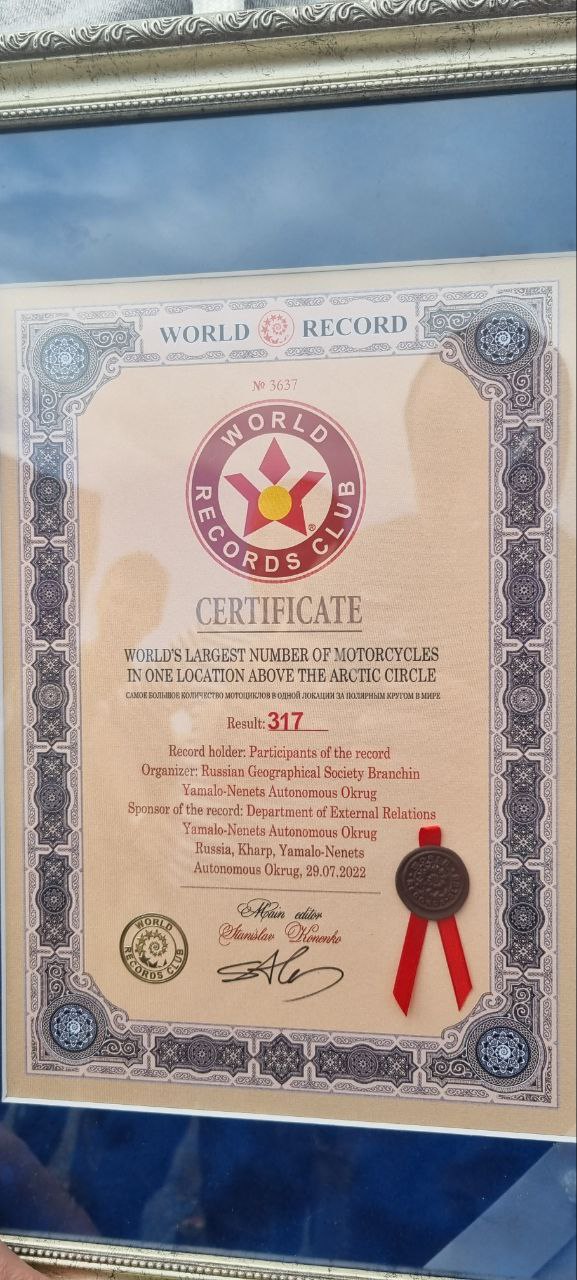 WORLD RECORD
№ 3637
WORLD RECORDS CLUB ®
CERTIFICATE
WORLD'S LARGEST NUMBER OF MOTORCYCLES
IN ONE LOCATION ABOVE THE ARCTIC CIRCLE
САМОЕ БОЛЬШОЕ КОЛИЧЕСТВО МОТОЦИКЛОВ В ОДНОЙ ЛОКАЦИИ ЗА ПОЛЯРНЫМ КРУГОМ В МИРЕ
Result: 317
Record holder: Participants of the record
Organizer: Russian Geographical Society Branchin
Yamalo-Nenets Autonomous Okrug
Sponsor of the record: Department of External Relations
Yamalo-Nenets Autonomous Okrug
Russia, Kharp, Yamalo-Nenets
Autonomous Okrug, 29.07.2022
Main editor
Stanislav Konenko
WORLD RECORDS CLUB